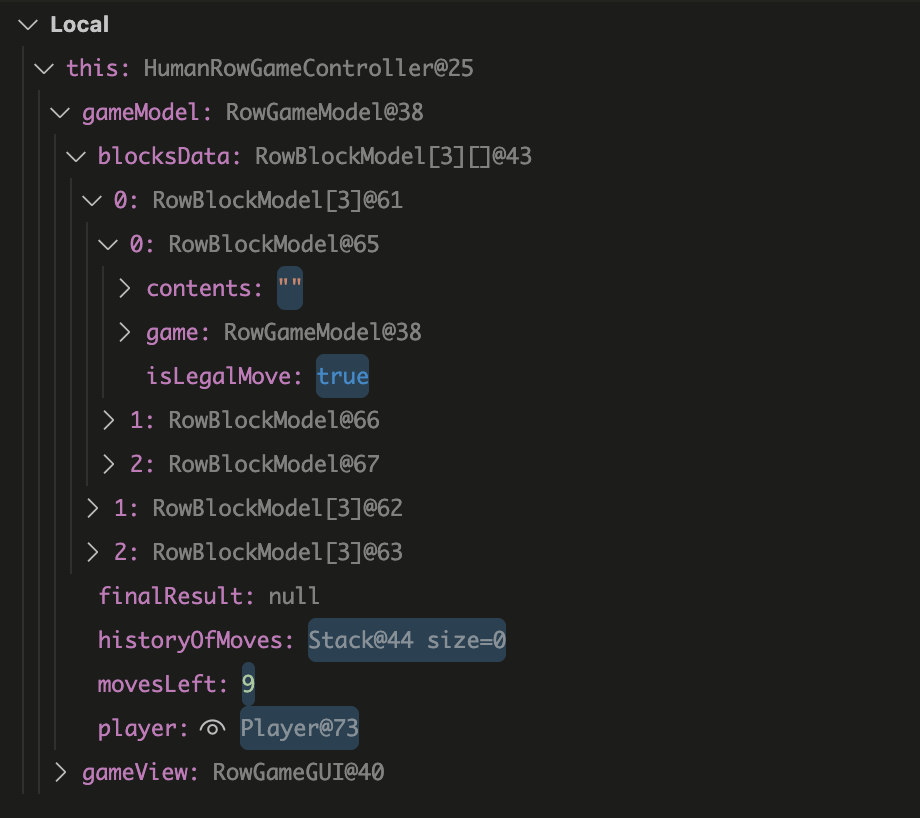 Local
this: HumanRowGameController@25
gameModel: RowGameModel@38
blocksData: RowBlockModel[3][]@43
0: RowBlockModel[3]@61
0: RowBlockModel@65
contents: ""
game: RowGameModel@38
isLegalMove: true
1: RowBlockModel@66
2: RowBlockModel@67
1: RowBlockModel[3]@62
2: RowBlockModel[3]@63
finalResult: null
historyOfMoves: Stack@44 size=0
movesLeft: 9
player: Player@73
gameView: RowGameGUI@40